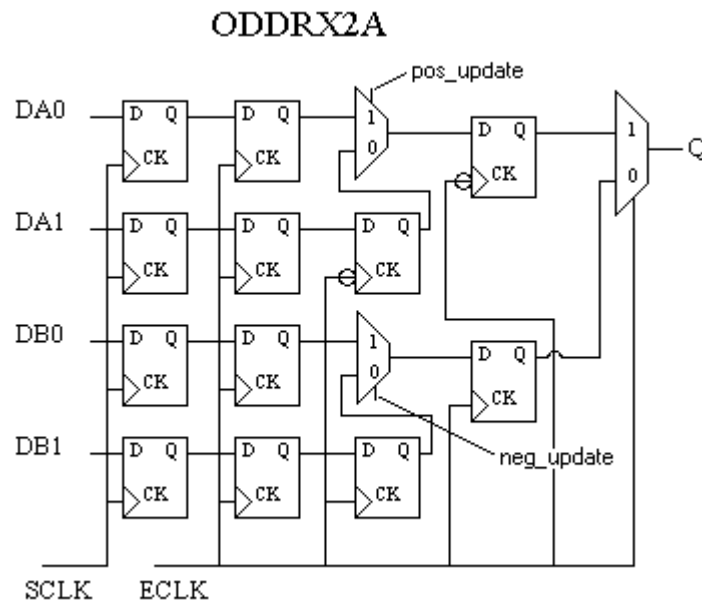 ODDRX2A
pos_update
DA0
D Q
CK
D Q
CK
1
0
D Q
CK
1
0
Q
DA1
D Q
CK
D Q
CK
D Q
CK
DB0
D Q
CK
D Q
CK
1
0
D Q
CK
DB1
D Q
CK
D Q
CK
D Q
CK
neg_update
SCLK
ECLK